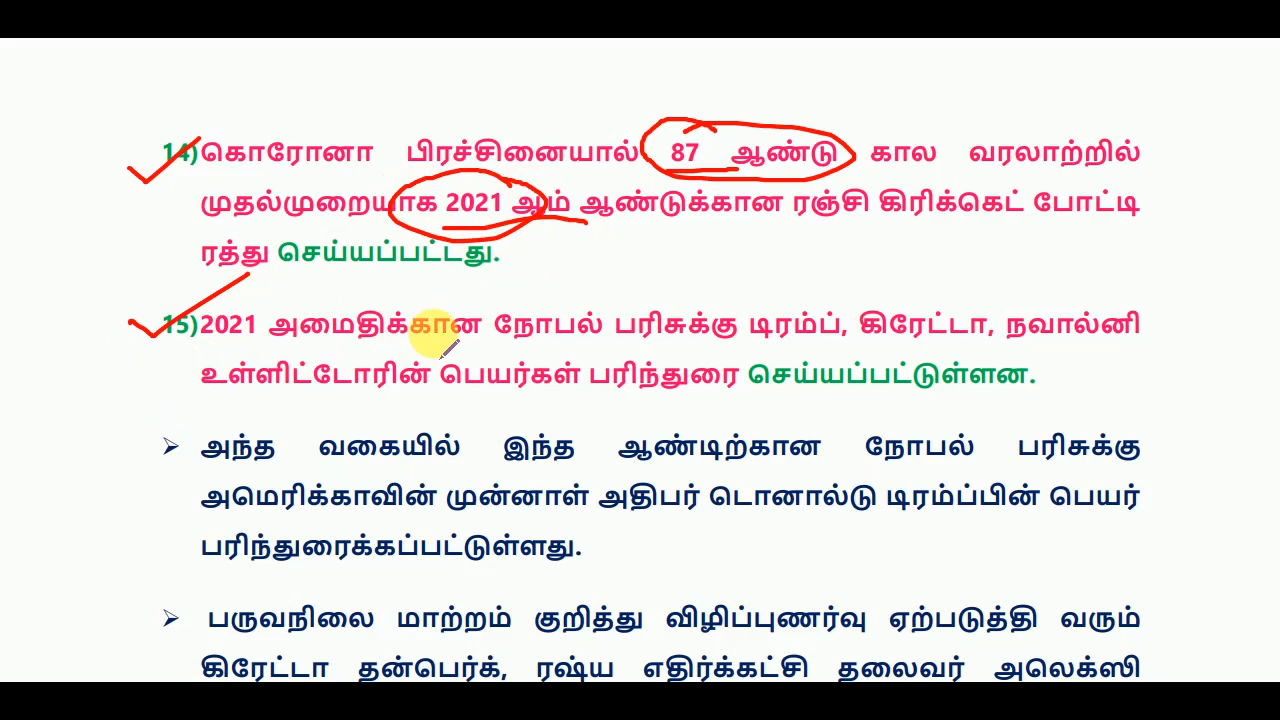 14)கொரோனா பிரச்சினையால் 87 ஆண்டு கால வரலாற்றில்
முதல்முறையாக 2021 ஆம் ஆண்டுக்கான ரஞ்சி கிரிக்கெட் போட்டி
ரத்து செய்யப்பட்டது.
15)2021 அமைதிக்கான நோபல் பரிசுக்கு டிரம்ப், கிரேட்டா, நவால்னி
உள்ளிட்டோரின் பெயர்கள் பரிந்துரை செய்யப்பட்டுள்ளன.
➢ அந்த வகையில் இந்த ஆண்டிற்கான நோபல் பரிசுக்கு
அமெரிக்காவின் முன்னாள் அதிபர் டொனால்டு டிரம்ப்பின் பெயர்
பரிந்துரைக்கப்பட்டுள்ளது.
➢ பருவநிலை மாற்றம் குறித்து விழிப்புணர்வு ஏற்படுத்தி வரும்
கிரேட்டா தன்பெர்க், ரஷ்ய எதிர்க்கட்சி தலைவர் அலெக்ஸி